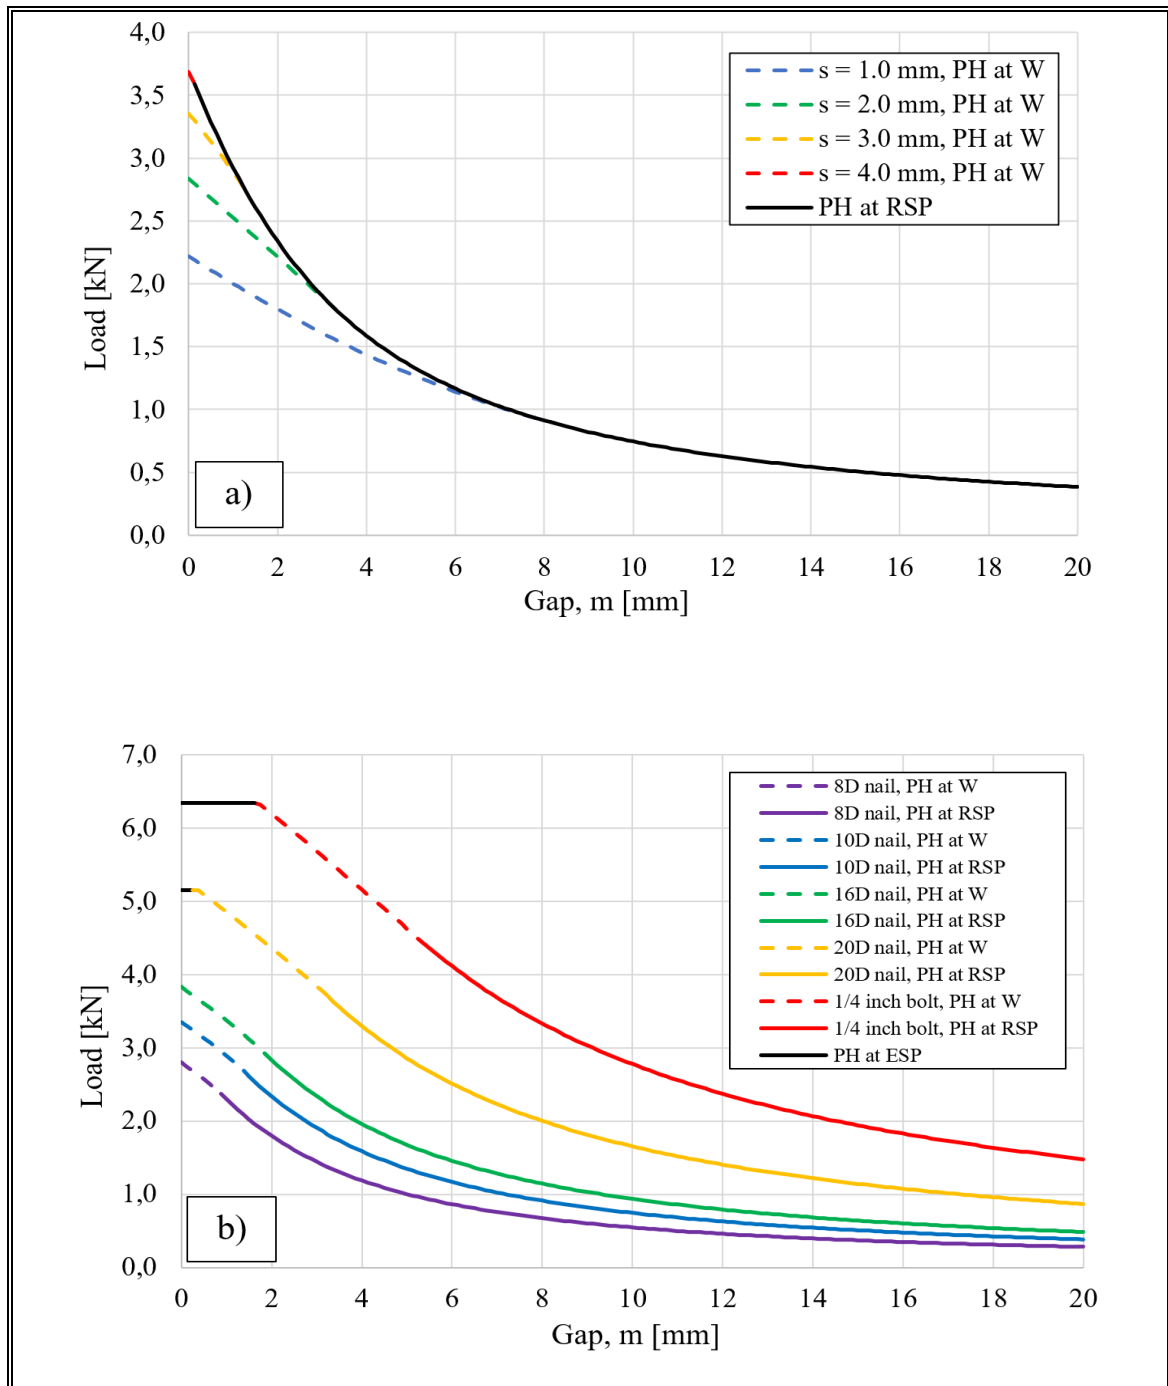 4,0
3,5
3,0
2,5
2,0
1,5
1,0
0,5
0,0
Load [kN]
s = 1.0 mm, PH at W
s = 2.0 mm, PH at W
s = 3.0 mm, PH at W
s = 4.0 mm, PH at W
PH at RSP
a)
0 2 4 6 8 10 12 14 16 18 20
Gap, m [mm]
7,0
6,0
5,0
4,0
3,0
2,0
1,0
0,0
Load [kN]
8D nail, PH at W
8D nail, PH at RSP
10D nail, PH at W
10D nail, PH at RSP
16D nail, PH at W
16D nail, PH at RSP
20D nail, PH at W
20D nail, PH at RSP
1/4 inch bolt, PH at W
1/4 inch bolt, PH at RSP
PH at ESP
b)
0 2 4 6 8 10 12 14 16 18 20
Gap, m [mm]